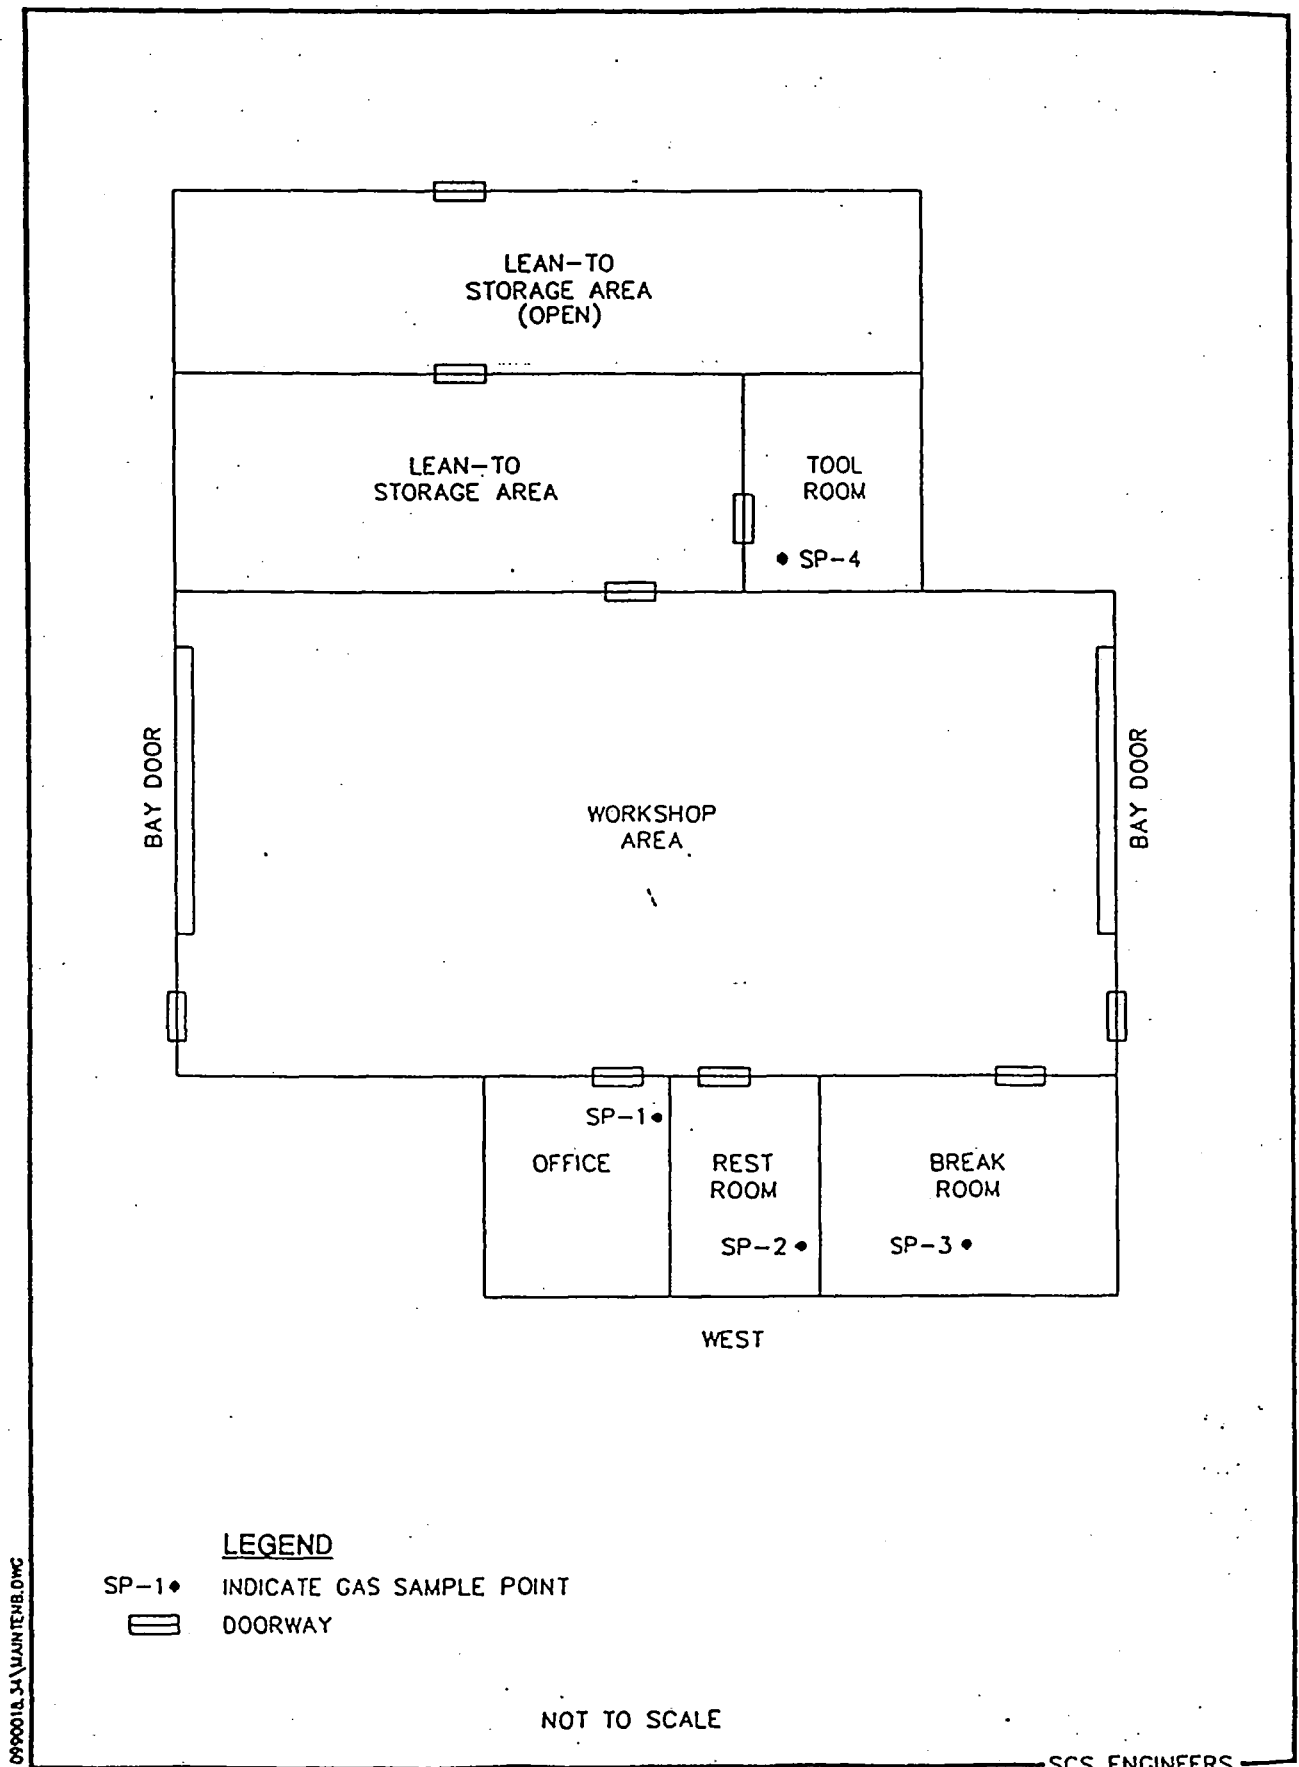 LEAN-TO
STORAGE AREA
(OPEN)
LEAN-TO
STORAGE AREA
TOOL
ROOM
SP-4
BAY DOOR
WORKSHOP
AREA
BAY DOOR
SP-1
OFFICE
REST
ROOM
BREAK
ROOM
SP-2
SP-3
WEST
LEGEND
SP-1 INDICATE GAS SAMPLE POINT
DOORWAY
NOT TO SCALE
SCS ENGINEERS
0990018.34\MAINTENB.DWG